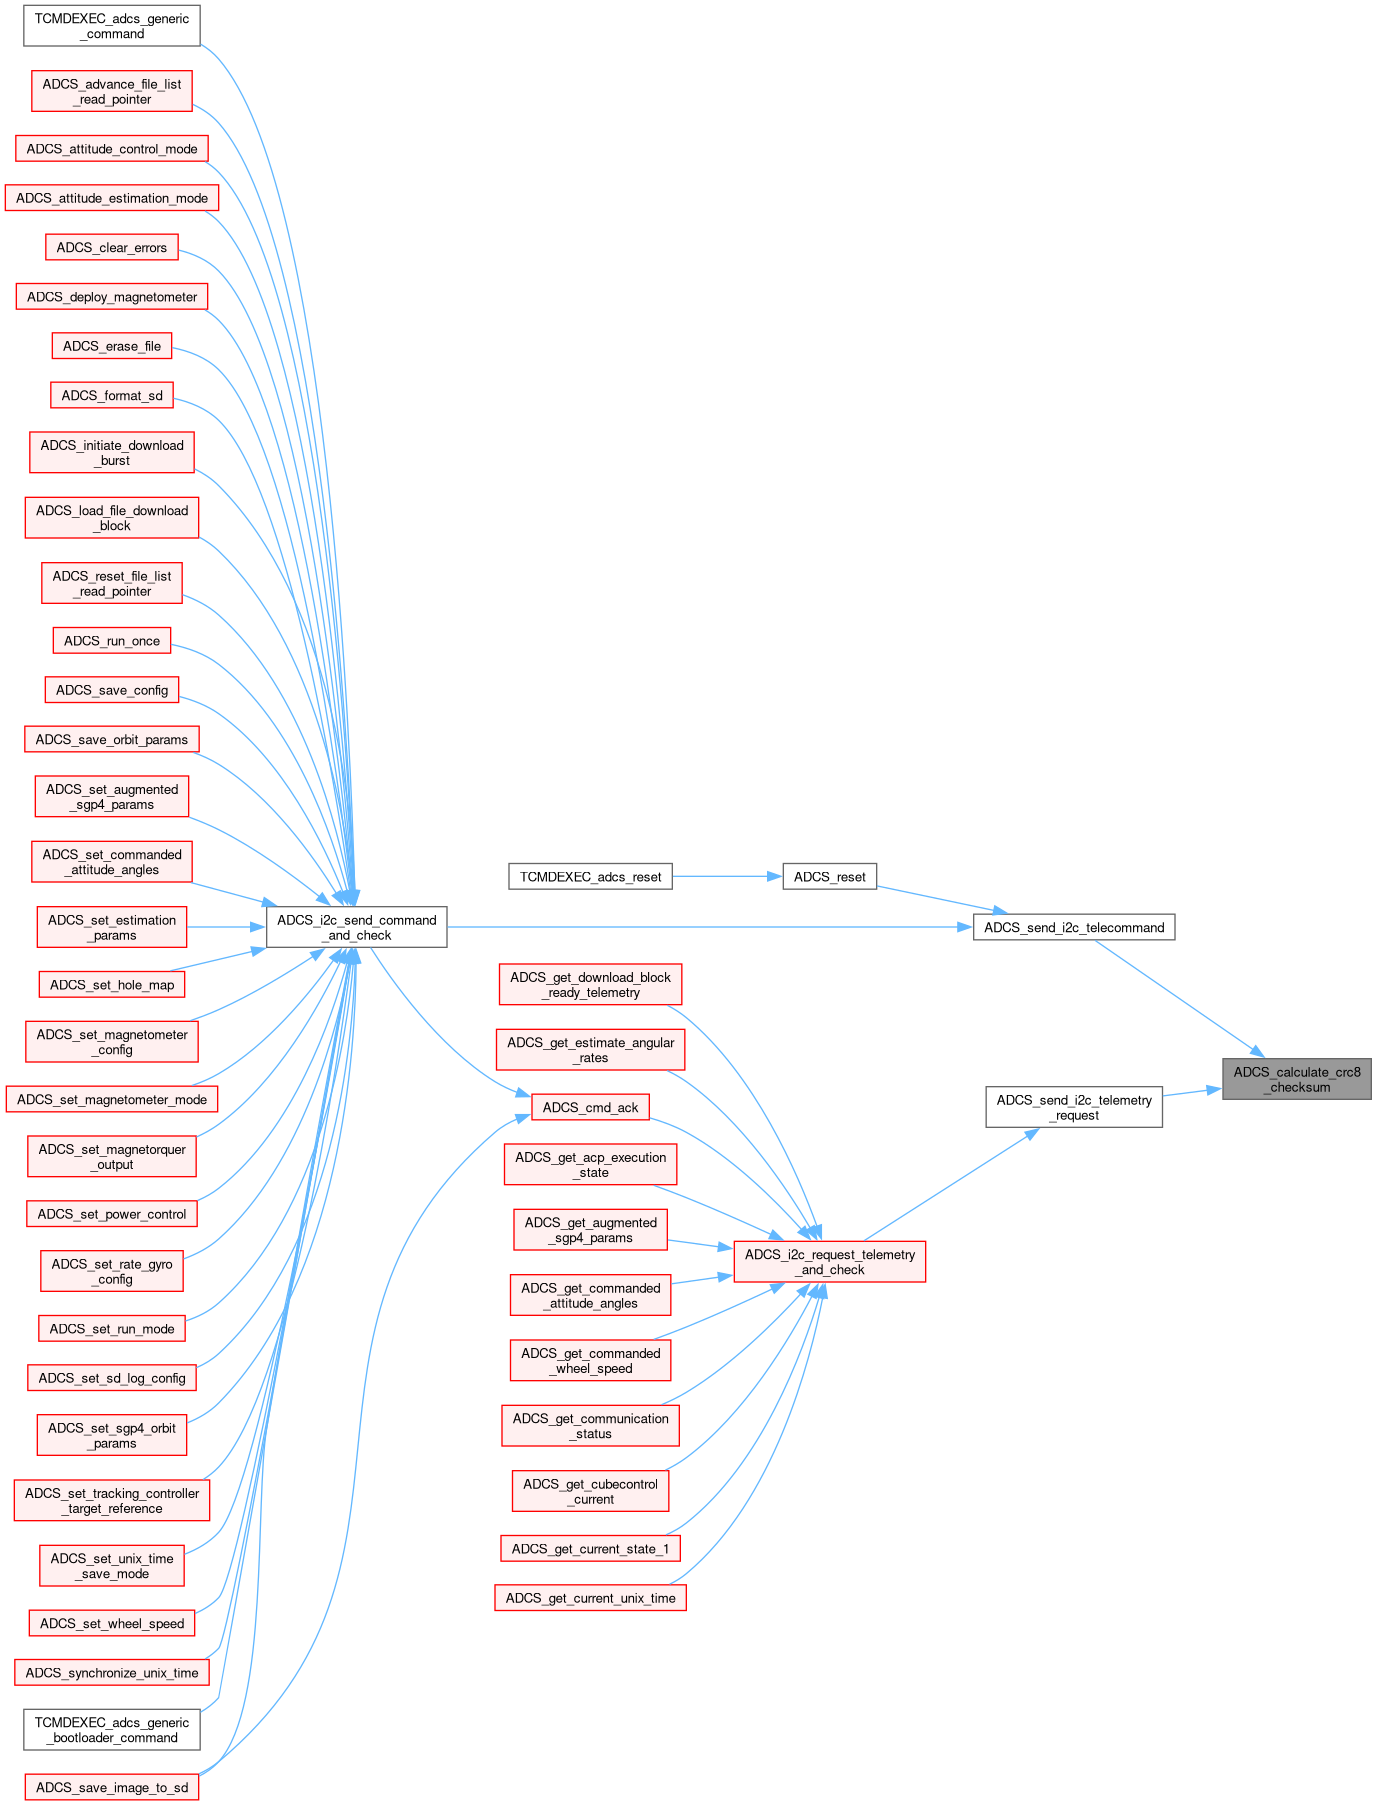 TCMDEXEC_adcs_generic
_command
ADCS_advance_file_list
_read_pointer
ADCS_attitude_control_mode
ADCS_attitude_estimation_mode
ADCS_clear_errors
ADCS_deploy_magnetometer
ADCS_erase_file
ADCS_format_sd
ADCS_initiate_download
_burst
ADCS_load_file_download
_block
ADCS_reset_file_list
_read_pointer
ADCS_run_once
ADCS_save_config
ADCS_save_orbit_params
ADCS_set_augmented
_sgp4_params
ADCS_set_commanded
_attitude_angles
ADCS_set_estimation
_params
ADCS_set_hole_map
ADCS_set_magnetometer
_config
ADCS_set_magnetometer_mode
ADCS_set_magnetorquer
_output
ADCS_set_power_control
ADCS_set_rate_gyro
_config
ADCS_set_run_mode
ADCS_set_sd_log_config
ADCS_set_sgp4_orbit
_params
ADCS_set_tracking_controller
_target_reference
ADCS_set_unix_time
_save_mode
ADCS_set_wheel_speed
ADCS_synchronize_unix_time
TCMDEXEC_adcs_generic
_bootloader_command
ADCS_save_image_to_sd
ADCS_i2c_send_command
_and_check
TCMDEXEC_adcs_reset
ADCS_get_download_block
_ready_telemetry
ADCS_get_estimate_angular
_rates
ADCS_cmd_ack
ADCS_get_acp_execution
_state
ADCS_get_augmented
_sgp4_params
ADCS_get_commanded
_attitude_angles
ADCS_get_commanded
_wheel_speed
ADCS_get_communication
_status
ADCS_get_cubecontrol
_current
ADCS_get_current_state_1
ADCS_get_current_unix_time
ADCS_reset
ADCS_i2c_request_telemetry
_and_check
ADCS_send_i2c_telecommand
ADCS_send_i2c_telemetry
_request
ADCS_calculate_crc8
_checksum